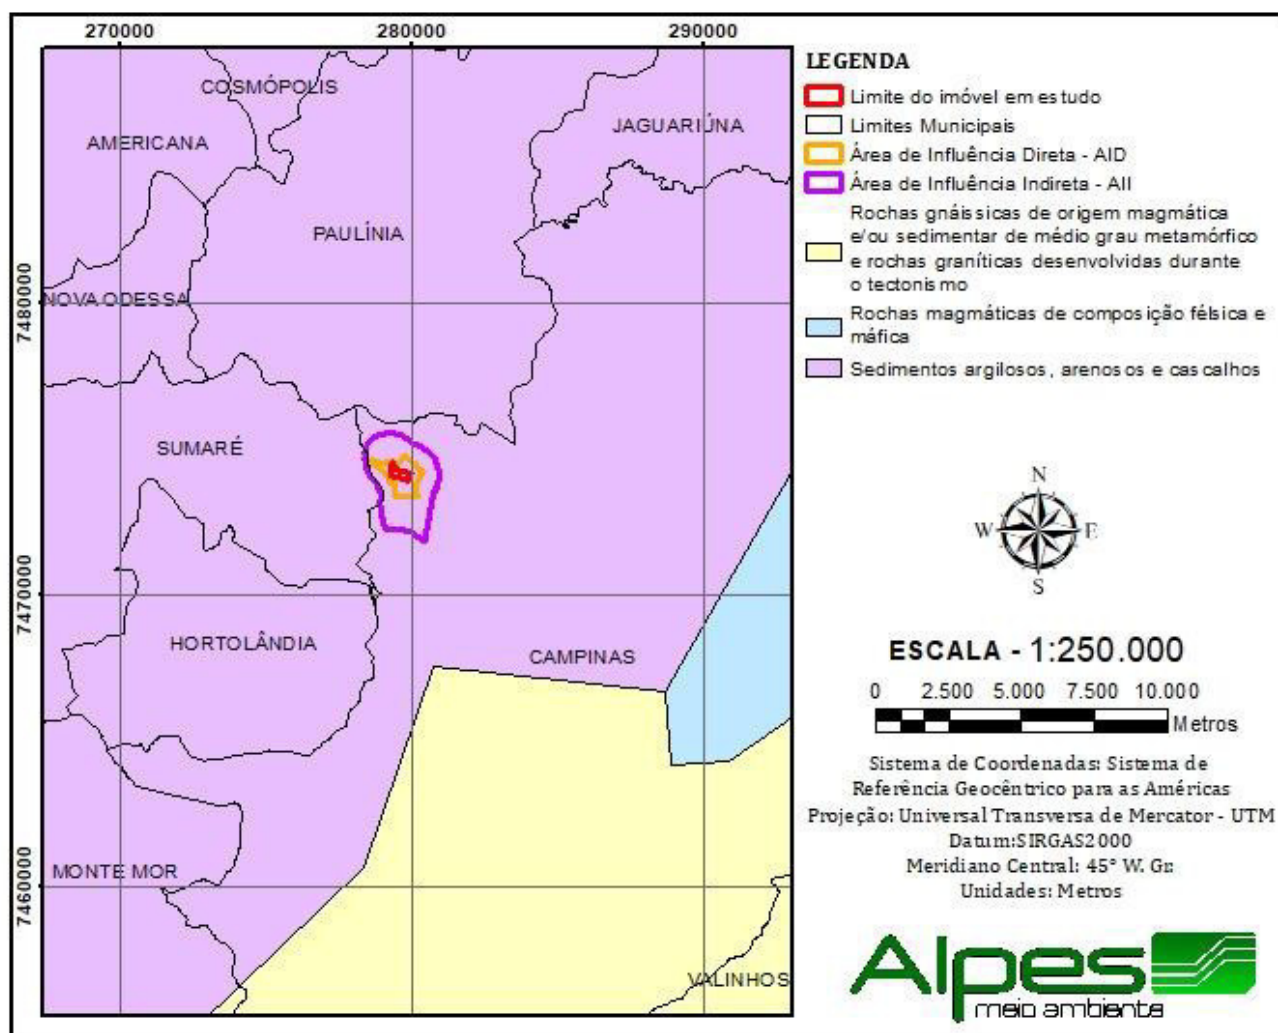 270000 280000 290000
COSMÓPOLIS
AMERICANA
JAGUARIÚNA
PAULÍNIA
NOVA ODESSA
SUMARÉ
HORTOLÂNDIA
CAMPINAS
MONTE MOR
VALINHOS
7480000
7470000
7460000
LEGENDA
Limite do imóvel em estudo
Limites Municipais
Área de Influência Direta - AID
Área de Influência Indireta - AII
Rochas gnáissicas de origem magmática
e/ou sedimentar de médio grau metamórfico
e rochas graníticas desenvolvidas durante
o tectonismo
Rochas magmáticas de composição félsica e
máfica
Sedimentos argilosos, arenosos e cascalhos
N
W E
S
ESCALA - 1:250.000
0 2.500 5.000 7.500 10.000
Metros
Sistema de Coordenadas: Sistema de
Referência Geocêntrico para as Américas
Projeção: Universal Transversa de Mercator - UTM
Datum:SIRGAS2000
Meridiano Central: 45° W. Gr.
Unidades: Metros
Alpes
meio ambiente